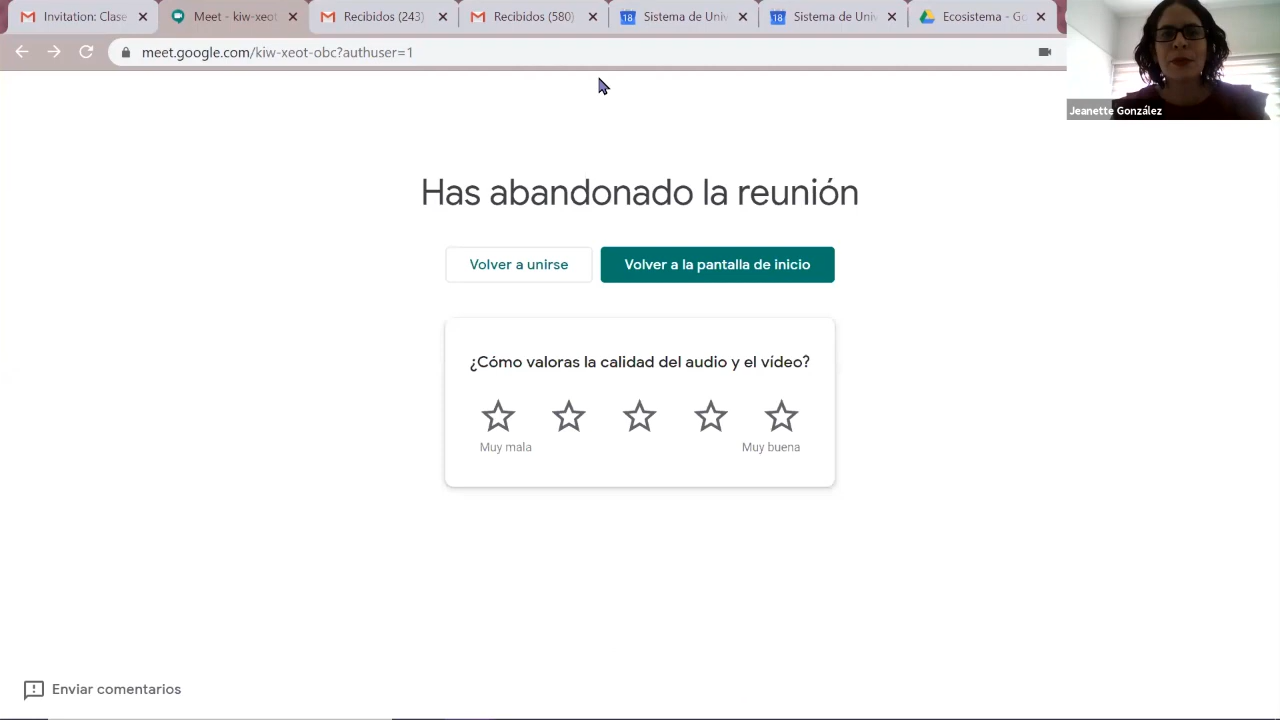 Invitación: Clase
Meet - kiw-xeot
Recibidos (243)
Recibidos (580)
Sistema de Univ
Sistema de Univ
Ecosistema - Go
meet.google.com/kiw-xeot-obc?authuser=1
Jeanette González
Has abandonado la reunión
Volver a unirse
Volver a la pantalla de inicio
¿Cómo valoras la calidad del audio y el vídeo?
Muy mala
Muy buena
Enviar comentarios